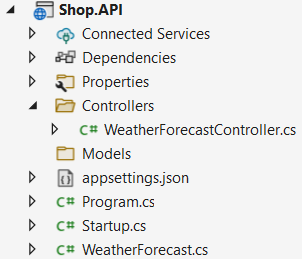 Shop.API
Connected Services
Dependencies
Properties
Controllers
C# WeatherForecastController.cs
Models
appsettings.json
C# Program.cs
C# Startup.cs
C# WeatherForecast.cs